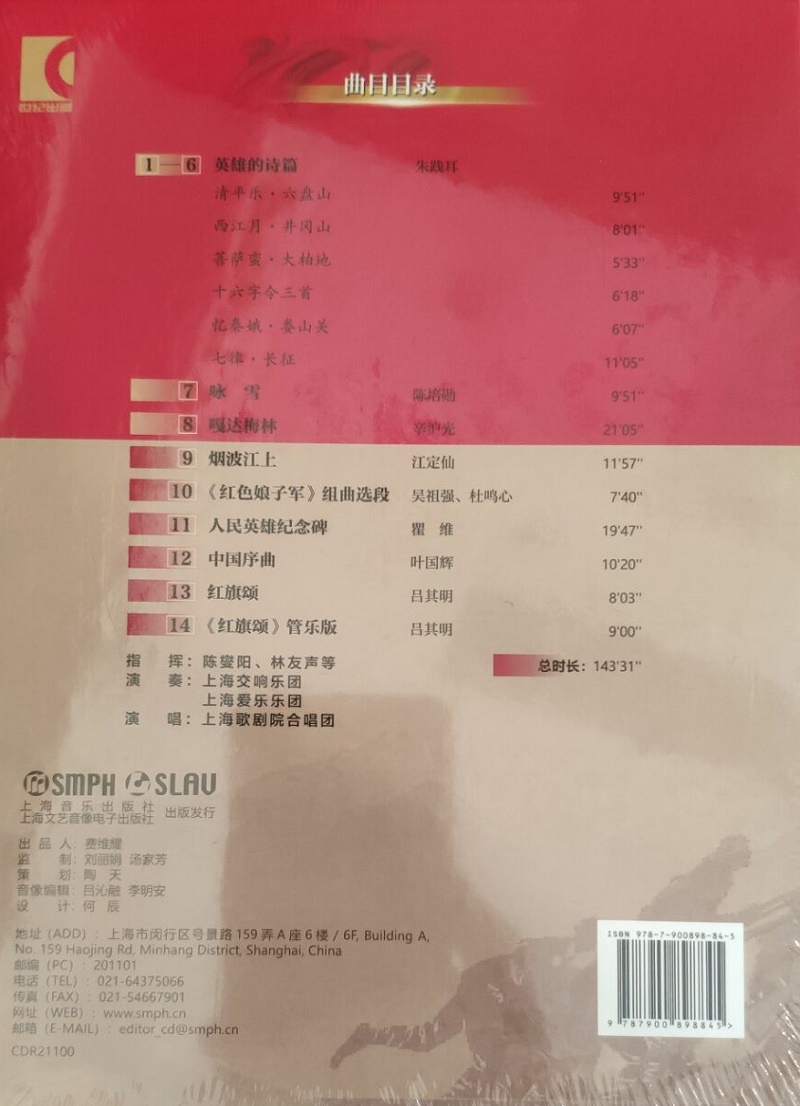 曲目目录
1—6 英雄的诗篇 朱践耳
清平乐·六盘山 9'51''
西江月·井冈山 8'01''
菩萨蛮·大柏地 5'33''
十六字令三首 6'18''
忆秦娥·娄山关 6'07''
七律·长征 11'05''
7 咏 雪 陈培勋 9'51''
8 嘎达梅林 辛沪光 21'05''
9 烟波江上 江定仙 11'57''
10 《红色娘子军》组曲选段 吴祖强、杜鸣心 7'40''
11 人民英雄纪念碑 瞿 维 19'47''
12 中国序曲 叶国辉 10'20''
13 红旗颂 吕其明 8'03''
14 《红旗颂》管乐版 吕其明 9'00''
总时长：143'31''
指 挥：陈燮阳、林友声等
演 奏：上海交响乐团
上海爱乐乐团
演 唱：上海歌剧院合唱团
SMPH SLAV
上海音乐出版社
上海文艺音像电子出版社 出版发行
出品人：费维耀
监 制：刘丽娟 汤家芳
策 划：陶 天
音像编辑：吕沁融 李明安
设 计：何 辰
地址（ADD）：上海市闵行区号景路159弄A座6楼 / 6F, Building A,
No. 159 Haojing Rd, Minhang District, Shanghai, China
邮编（PC）：201101
电话（TEL）：021-64375066
传真（FAX）：021-54667901
网址（WEB）：www.smph.cn
邮箱（E-MAIL）：editor_cd@smph.cn
CDR21100
ISBN 978-7-900898-84-5
9 787900 898845 >